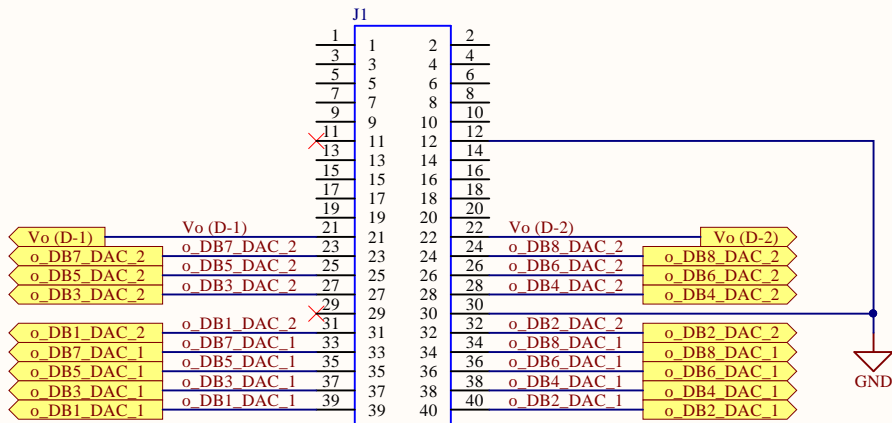 J1
1 1 2 2
3 3 4 4
5 5 6 6
7 7 8 8
9 9 10 10
11 11 12 12
13 13 14 14
15 15 16 16
17 17 18 18
19 19 20 20
Vo (D-1) Vo (D-1) 21 21 22 22 Vo (D-2) Vo (D-2)
o_DB7_DAC_2 o_DB7_DAC_2 23 23 24 24 o_DB8_DAC_2 o_DB8_DAC_2
o_DB5_DAC_2 o_DB5_DAC_2 25 25 26 26 o_DB6_DAC_2 o_DB6_DAC_2
o_DB3_DAC_2 o_DB3_DAC_2 27 27 28 28 o_DB4_DAC_2 o_DB4_DAC_2
29 29 30 30
o_DB1_DAC_2 o_DB1_DAC_2 31 31 32 32 o_DB2_DAC_2 o_DB2_DAC_2
o_DB7_DAC_1 o_DB7_DAC_1 33 33 34 34 o_DB8_DAC_1 o_DB8_DAC_1
o_DB5_DAC_1 o_DB5_DAC_1 35 35 36 36 o_DB6_DAC_1 o_DB6_DAC_1
o_DB3_DAC_1 o_DB3_DAC_1 37 37 38 38 o_DB4_DAC_1 o_DB4_DAC_1
o_DB1_DAC_1 o_DB1_DAC_1 39 39 40 40 o_DB2_DAC_1 o_DB2_DAC_1
GND